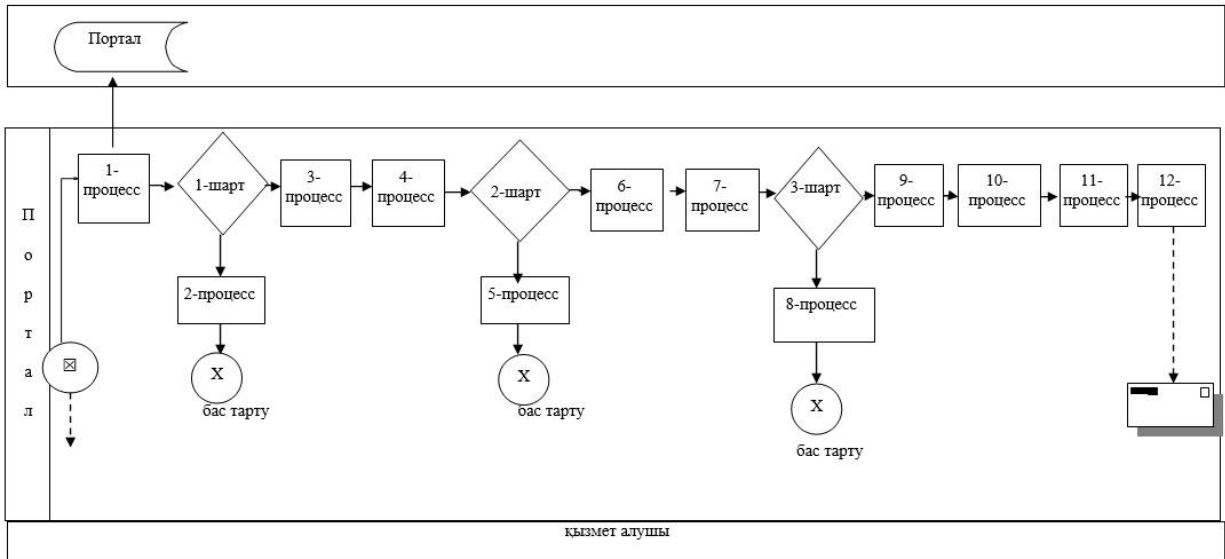 Портал
1-
процесс
1-шарт
3-
процесс
4-
процесс
2-шарт
6-
процесс
7-
процесс
3-шарт
9-
процесс
10-
процесс
11-
процесс
12-
процесс
П
о
р
т
а
л
2-процесс
5-процесс
8-процесс
X
бас тарту
X
бас тарту
X
бас тарту
қызмет алушы